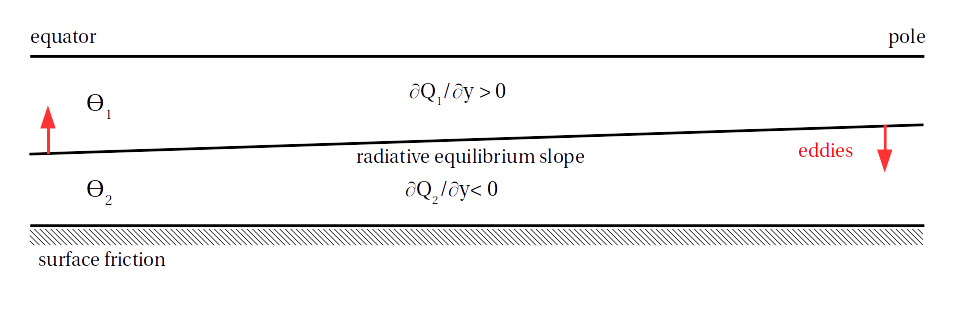 equator pole
Θ₁ ∂Q₁/∂y > 0
radiative equilibrium slope eddies
Θ₂ ∂Q₂/∂y< 0
surface friction